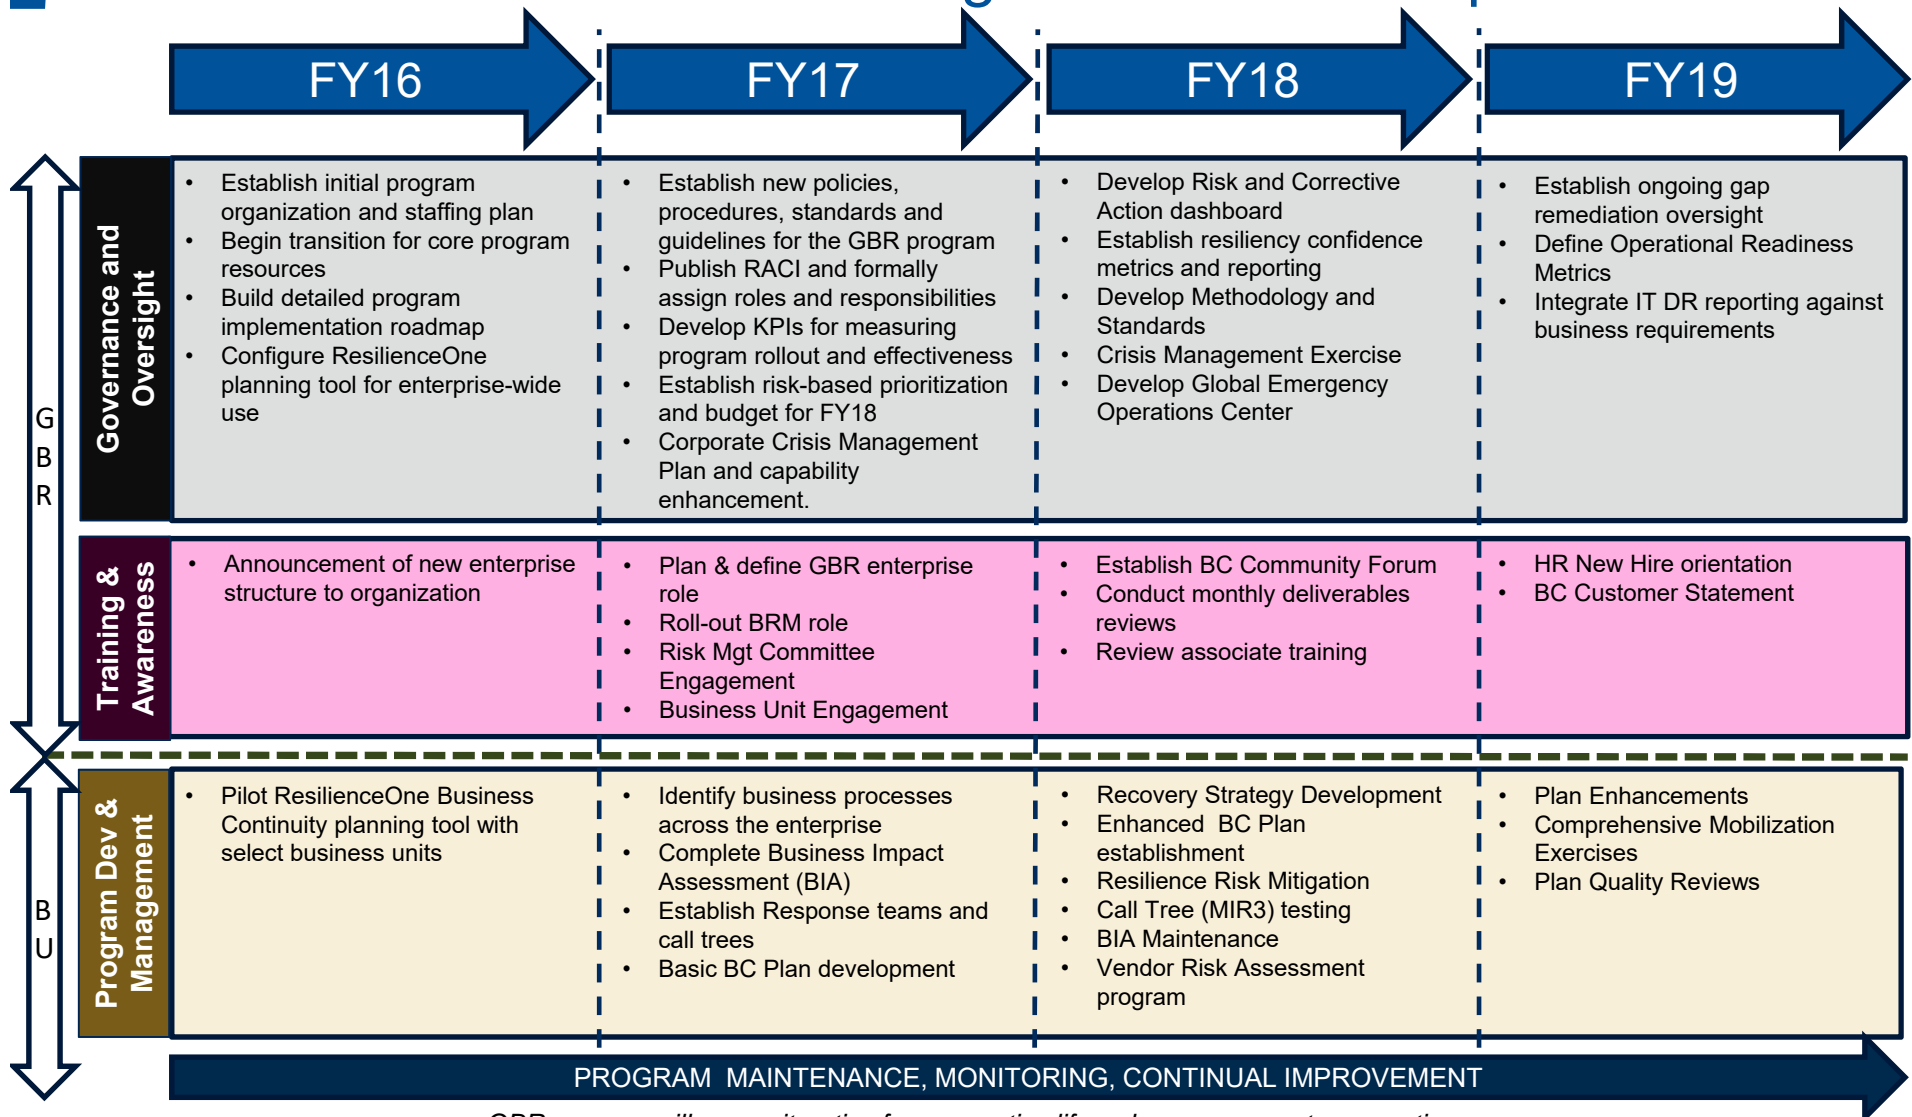 FY16
FY17
FY18
FY19
G
B
R
Governance and
Oversight
• Establish initial program
organization and staffing plan
• Begin transition for core program
resources
• Build detailed program
implementation roadmap
• Configure ResilienceOne
planning tool for enterprise-wide
use
• Establish new policies,
procedures, standards and
guidelines for the GBR program
• Publish RACI and formally
assign roles and responsibilities
• Develop KPIs for measuring
program rollout and effectiveness
• Establish risk-based prioritization
and budget for FY18
• Corporate Crisis Management
Plan and capability
enhancement.
• Develop Risk and Corrective
Action dashboard
• Establish resiliency confidence
metrics and reporting
• Develop Methodology and
Standards
• Crisis Management Exercise
• Develop Global Emergency
Operations Center
• Establish ongoing gap
remediation oversight
• Define Operational Readiness
Metrics
• Integrate IT DR reporting against
business requirements
Training &
Awareness
• Announcement of new enterprise
structure to organization
• Plan & define GBR enterprise
role
• Roll-out BRM role
• Risk Mgt Committee
Engagement
• Business Unit Engagement
• Establish BC Community Forum
• Conduct monthly deliverables
reviews
• Review associate training
• HR New Hire orientation
• BC Customer Statement
B
U
Program Dev &
Management
• Pilot ResilienceOne Business
Continuity planning tool with
select business units
• Identify business processes
across the enterprise
• Complete Business Impact
Assessment (BIA)
• Establish Response teams and
call trees
• Basic BC Plan development
• Recovery Strategy Development
• Enhanced  BC Plan
establishment
• Resilience Risk Mitigation
• Call Tree (MIR3) testing
• BIA Maintenance
• Vendor Risk Assessment
program
• Plan Enhancements
• Comprehensive Mobilization
Exercises
• Plan Quality Reviews
PROGRAM  MAINTENANCE, MONITORING, CONTINUAL IMPROVEMENT